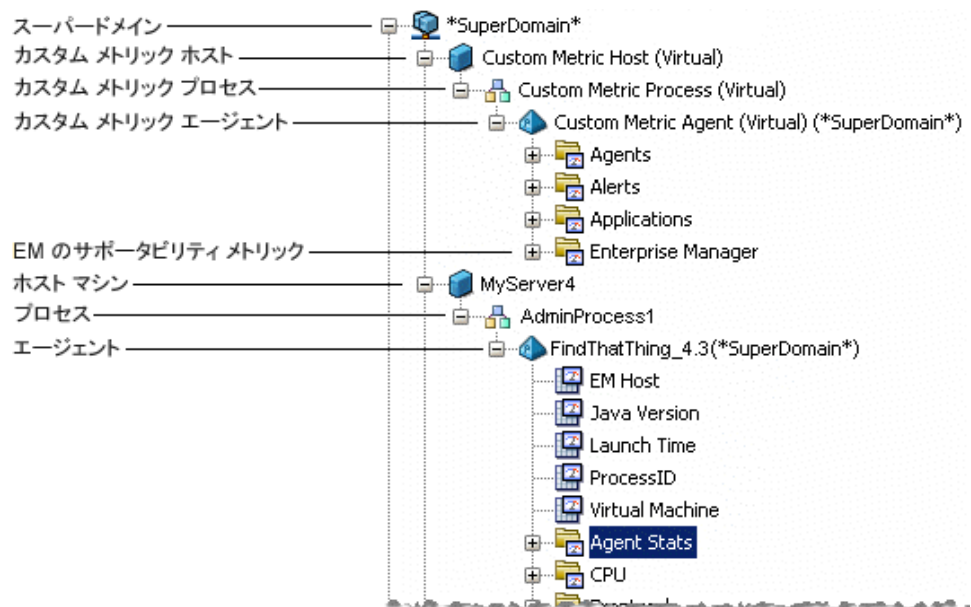 スーパードメイン *SuperDomain*
カスタム メトリック ホスト Custom Metric Host (Virtual)
カスタム メトリック プロセス Custom Metric Process (Virtual)
カスタム メトリック エージェント Custom Metric Agent (Virtual) (*SuperDomain*)
Agents
Alerts
Applications
EM のサポータビリティ メトリック Enterprise Manager
ホスト マシン MyServer4
プロセス AdminProcess1
エージェント FindThatThing_4.3(*SuperDomain*)
EM Host
Java Version
Launch Time
ProcessID
Virtual Machine
Agent Stats
CPU